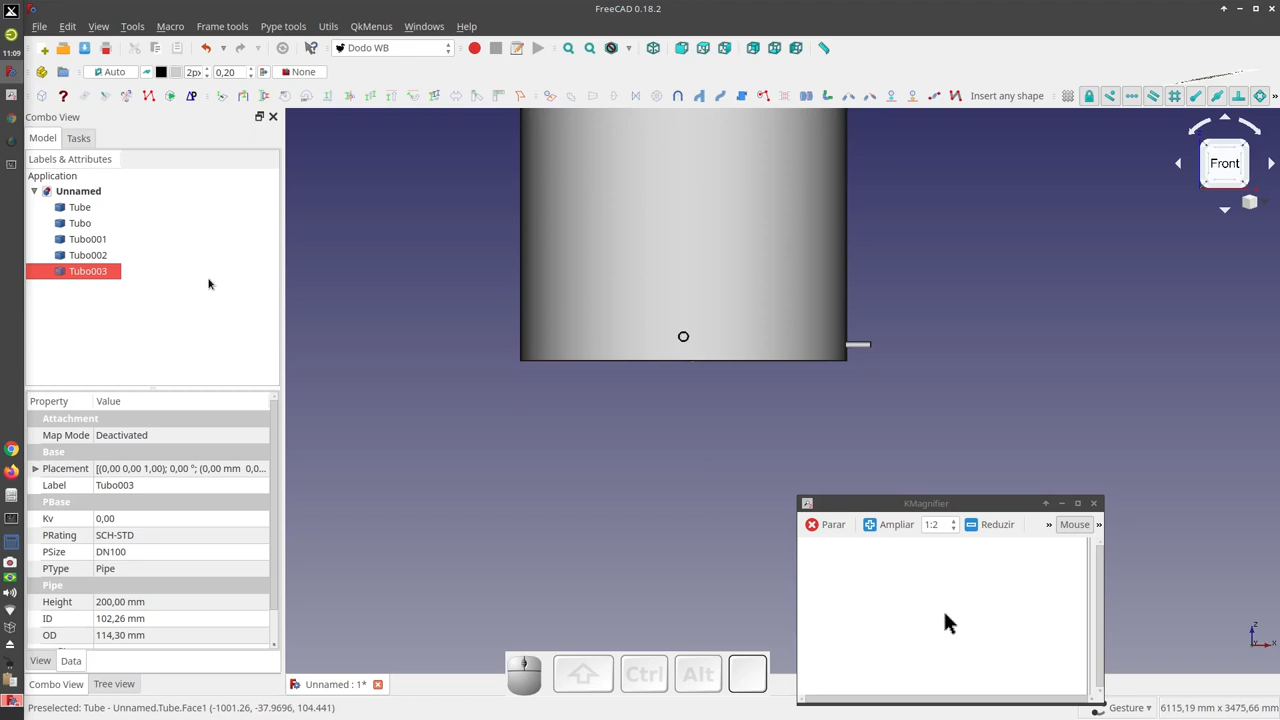 FreeCAD 0.18.2
File Edit View Tools Macro Frame tools Pype tools Utils QkMenus Windows Help
11:09
Dodo WB
Auto 2px 0,20 None
Insert any shape
Combo View
Model Tasks
Labels & Attributes
Application
Unnamed
Tube
Tubo
Tubo001
Tubo002
Tubo003
Front
Property Value
Attachment
Map Mode Deactivated
Base
Placement [(0,00 0,00 1,00); 0,00 °; (0,00 mm 0,0...
Label Tubo003
PBase
Kv 0,00
PRating SCH-STD
PSize DN100
PType Pipe
Pipe
Height 200,00 mm
ID 102,26 mm
OD 114,30 mm
View Data
Combo View Tree view
KMagnifier
Parar Ampliar 1:2 Reduzir » Mouse »
Ctrl Alt
Unnamed : 1*
z
x
Preselected: Tube - Unnamed.Tube.Face1 (-1001.26, -37.9696, 104.441)
Gesture 6115,19 mm x 3475,66 mm